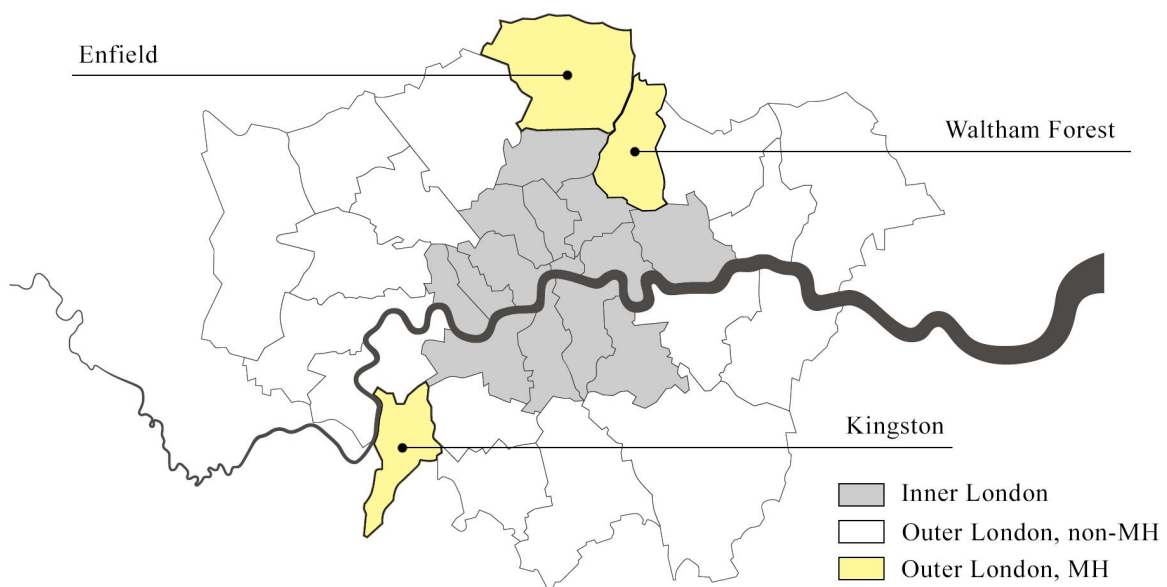 Enfield
Waltham Forest
Kingston
Inner London
Outer London, non-MH
Outer London, MH